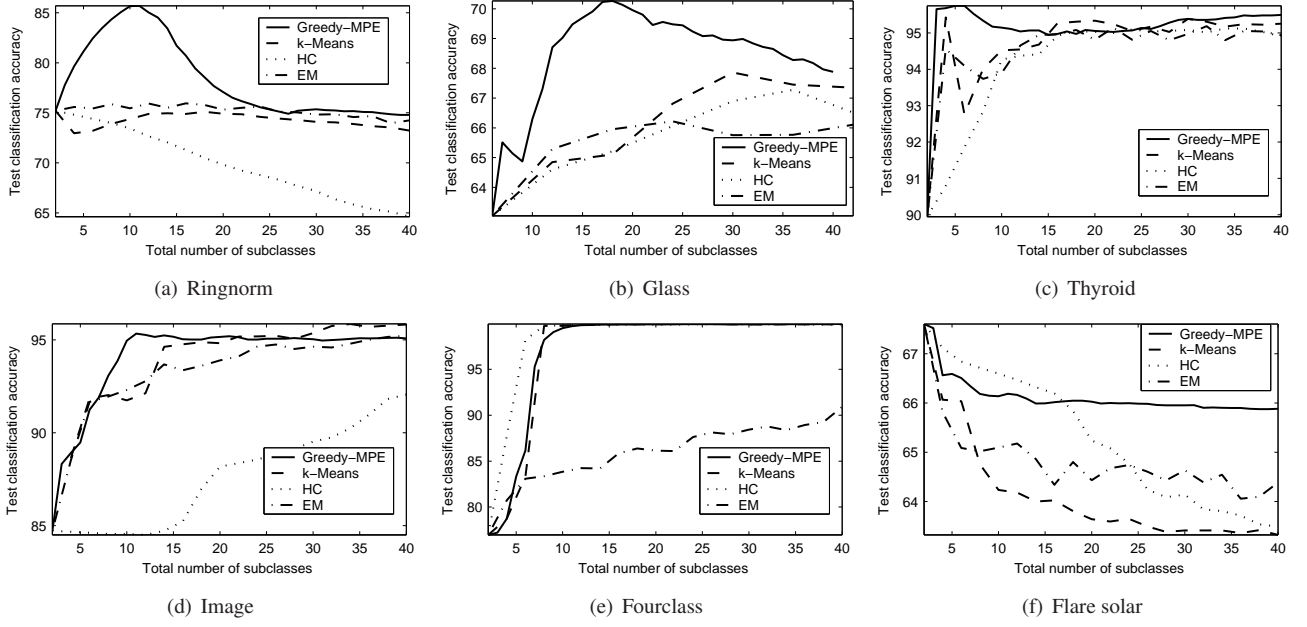 Test classification accuracy
85
80
75
70
65
5 10 15 20 25 30 35 40
Total number of subclasses
Greedy−MPE
k−Means
HC
EM
(a) Ringnorm
Test classification accuracy
70
69
68
67
66
65
64
10 15 20 25 30 35 40
Total number of subclasses
Greedy−MPE
k−Means
HC
EM
(b) Glass
Test classification accuracy
95
94
93
92
91
90
5 10 15 20 25 30 35 40
Total number of subclasses
Greedy−MPE
k−Means
HC
EM
(c) Thyroid
Test classification accuracy
95
90
85
5 10 15 20 25 30 35 40
Total number of subclasses
Greedy−MPE
k−Means
HC
EM
(d) Image
Test classification accuracy
95
90
85
80
5 10 15 20 25 30 35 40
Total number of subclasses
Greedy−MPE
k−Means
HC
EM
(e) Fourclass
Test classification accuracy
67
66
65
64
5 10 15 20 25 30 35 40
Total number of subclasses
Greedy−MPE
k−Means
HC
EM
(f) Flare solar